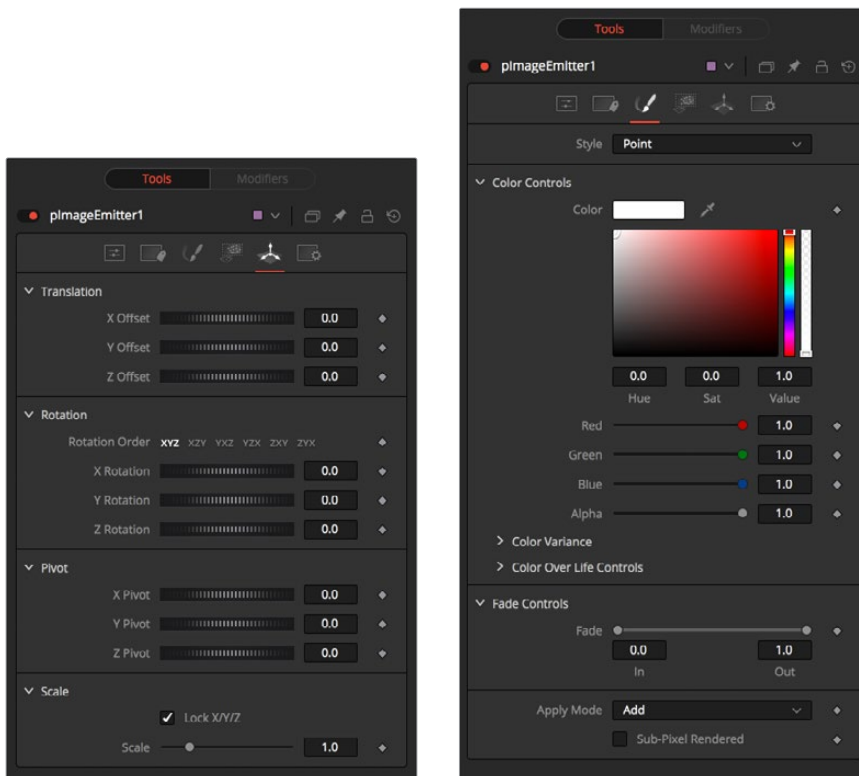 Tools Modifiers
pImageEmitter1
Translation
X Offset 0.0
Y Offset 0.0
Z Offset 0.0
Rotation
Rotation Order XYZ XZY YXZ YZX ZXY ZYX
X Rotation 0.0
Y Rotation 0.0
Z Rotation 0.0
Pivot
X Pivot 0.0
Y Pivot 0.0
Z Pivot 0.0
Scale
Lock X/Y/Z
Scale 1.0
Tools Modifiers
pImageEmitter1
Style Point
Color Controls
Color
0.0 0.0 1.0
Hue Sat Value
Red 1.0
Green 1.0
Blue 1.0
Alpha 1.0
Color Variance
Color Over Life Controls
Fade Controls
Fade
0.0 1.0
In Out
Apply Mode Add
Sub-Pixel Rendered